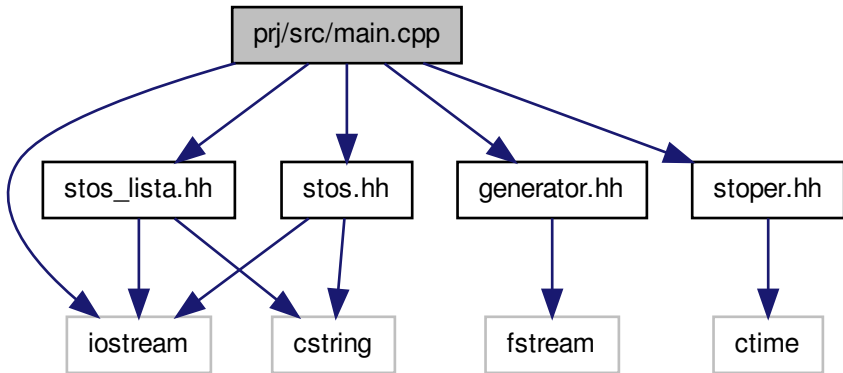 prj/src/main.cpp
stos_lista.hh
stos.hh
generator.hh
stoper.hh
iostream
cstring
fstream
ctime